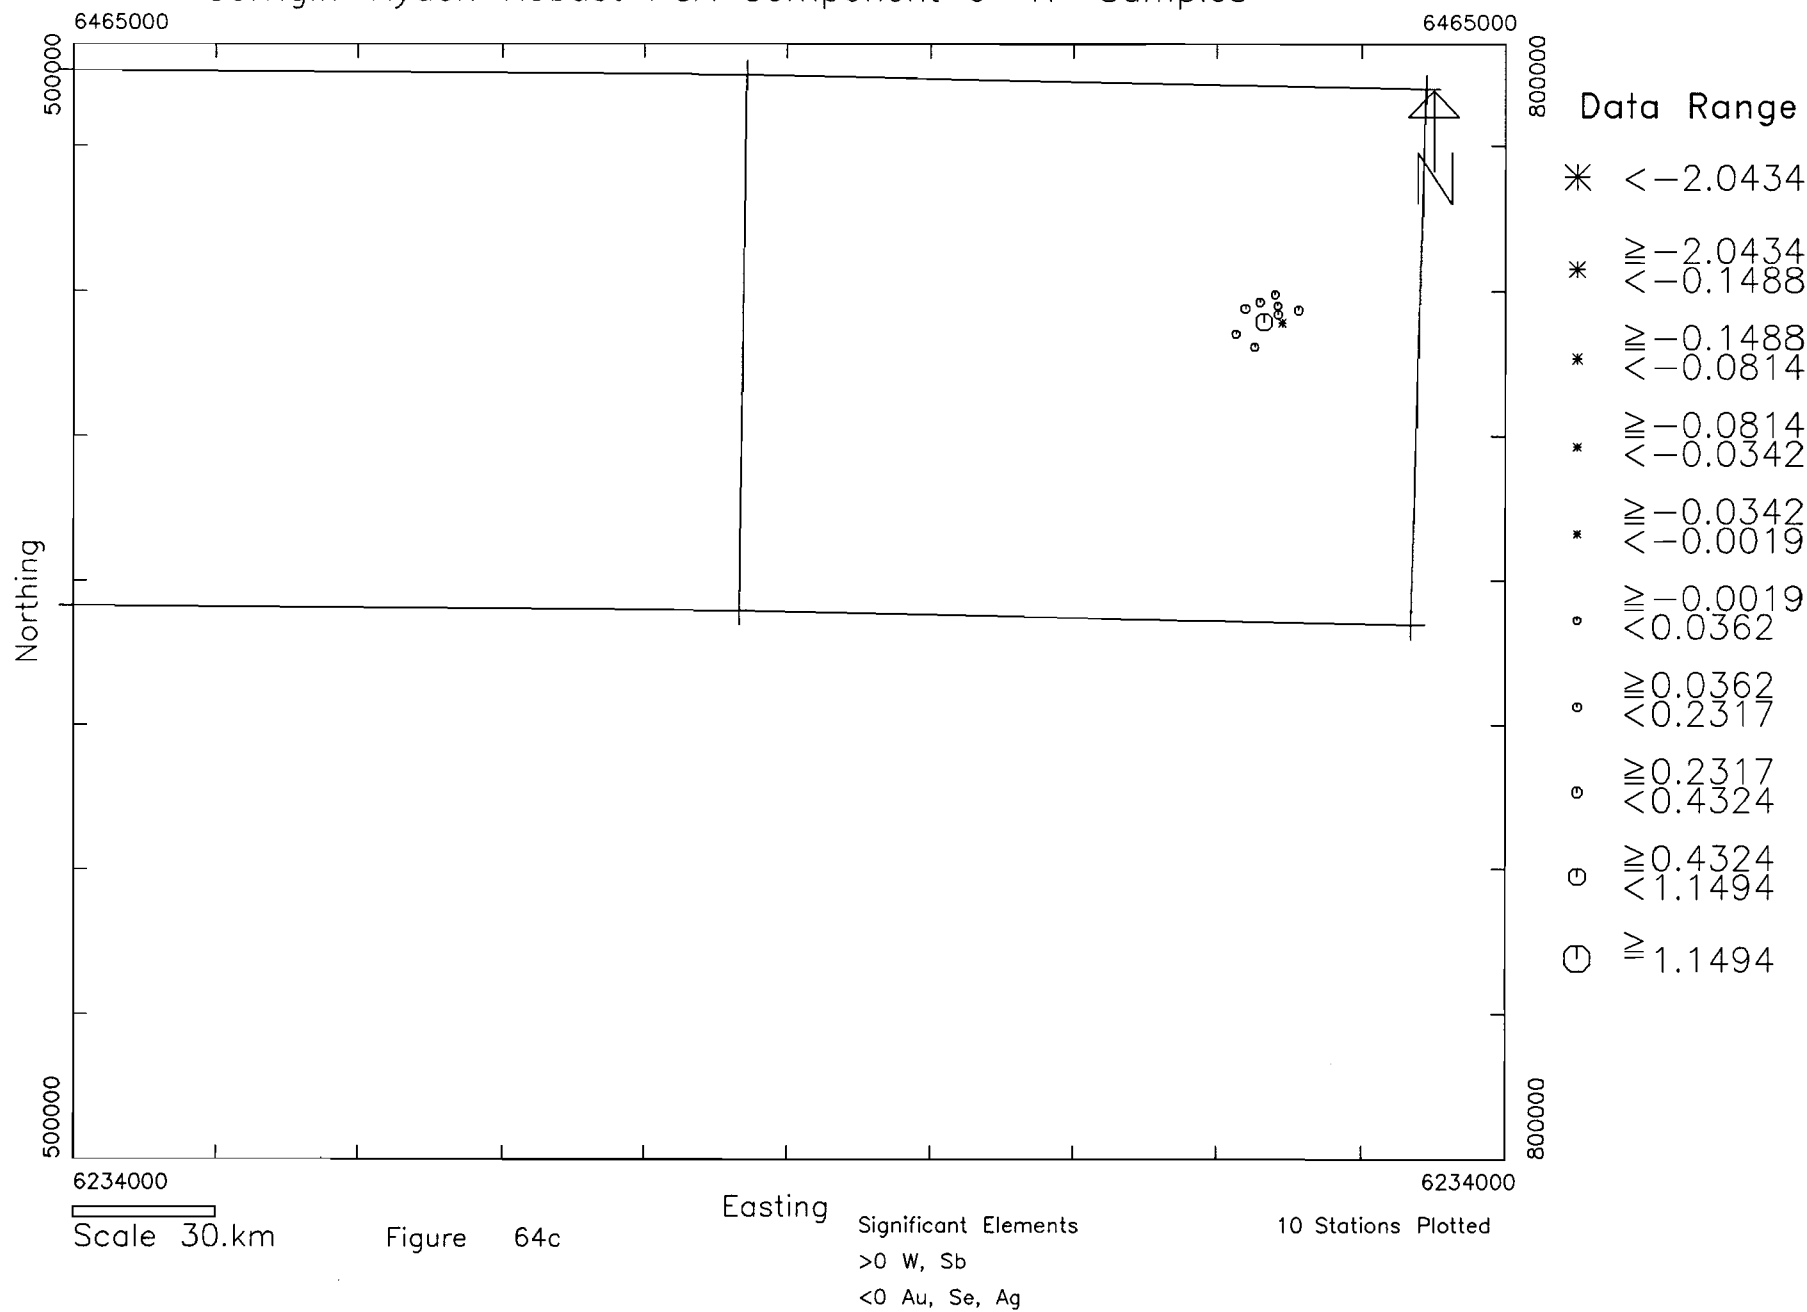 6465000 6465000
500000
800000
Data Range
N
<-2.0434
≥-2.0434
<-0.1488
≥-0.1488
<-0.0814
≥-0.0814
<-0.0342
≥-0.0342
<-0.0019
≥-0.0019
<0.0362
≥0.0362
<0.2317
≥0.2317
<0.4324
≥0.4324
<1.1494
≥1.1494
Northing
500000
800000
6234000 6234000
Easting
Scale 30.km
Figure 64c
Significant Elements
>0 W, Sb
<0 Au, Se, Ag
10 Stations Plotted